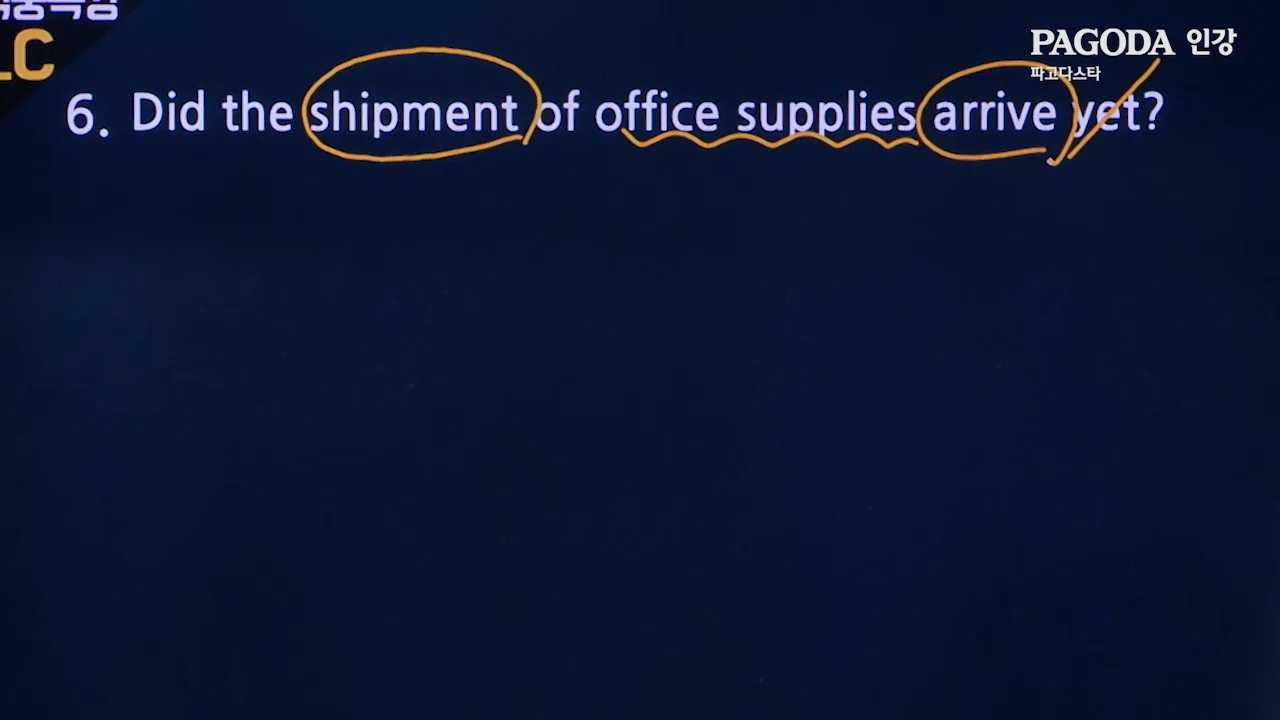 LC
PAGODA 인강
파고다스타
6. Did the shipment of office supplies arrive yet?